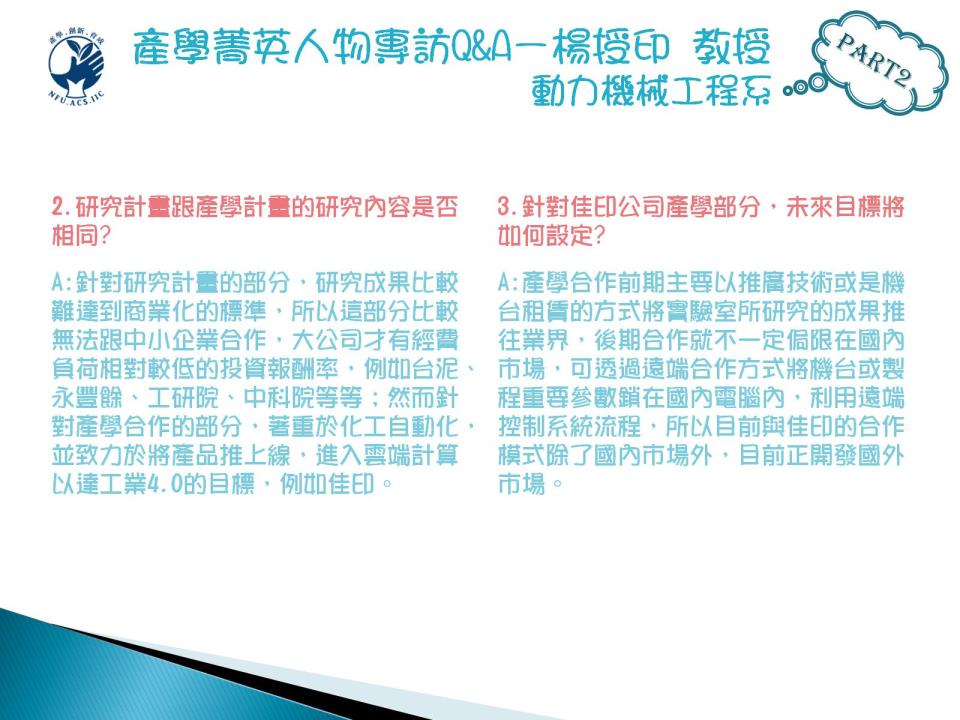 產學．創新．育成
NFU.ACS.IIC
產學菁英人物專訪Q&A－楊授印 教授
動力機械工程系
PART2
2.研究計畫跟產學計畫的研究內容是否
相同?
A:針對研究計畫的部分，研究成果比較
難達到商業化的標準，所以這部分比較
無法跟中小企業合作，大公司才有經費
負荷相對較低的投資報酬率，例如台泥、
永豐餘、工研院、中科院等等；然而針
對產學合作的部分，著重於化工自動化，
並致力於將產品推上線，進入雲端計算
以達工業4.0的目標，例如佳印。
3.針對佳印公司產學部分，未來目標將
如何設定?
A:產學合作前期主要以推廣技術或是機
台租賃的方式將實驗室所研究的成果推
往業界，後期合作就不一定侷限在國內
市場，可透過遠端合作方式將機台或製
程重要參數鎖在國內電腦內，利用遠端
控制系統流程，所以目前與佳印的合作
模式除了國內市場外，目前正開發國外
市場。